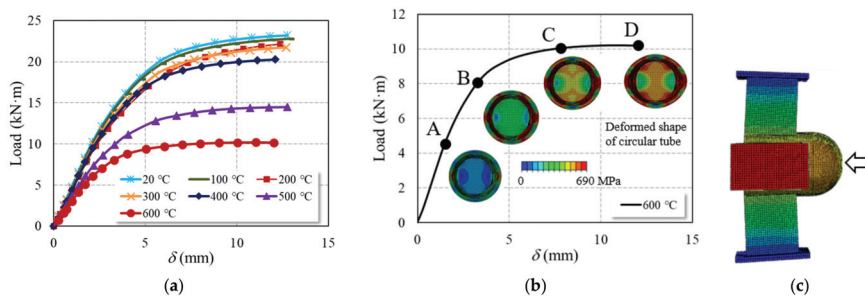 25
20
15
10
5
0
Load (kN·m)
20 °C 100 °C 200 °C
300 °C 400 °C 500 °C
600 °C
0 5 10 15
δ (mm)
(a)
12
10
8
6
4
2
0
Load (kN·m)
A
B
C
D
Deformed shape
of circular tube
0 690 MPa
600 °C
0 5 10 15
δ (mm)
(b)
(c)